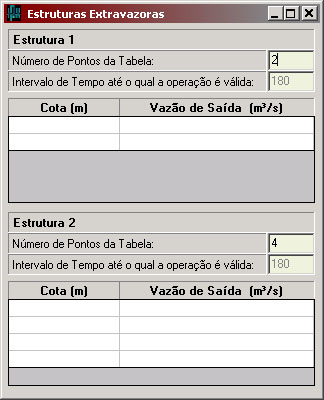 Estruturas Extravazoras
Estrutura 1
Número de Pontos da Tabela: 2
Intervalo de Tempo até o qual a operação é válida: 180
Cota (m) Vazão de Saída (m³/s)
Estrutura 2
Número de Pontos da Tabela: 4
Intervalo de Tempo até o qual a operação é válida: 180
Cota (m) Vazão de Saída (m³/s)